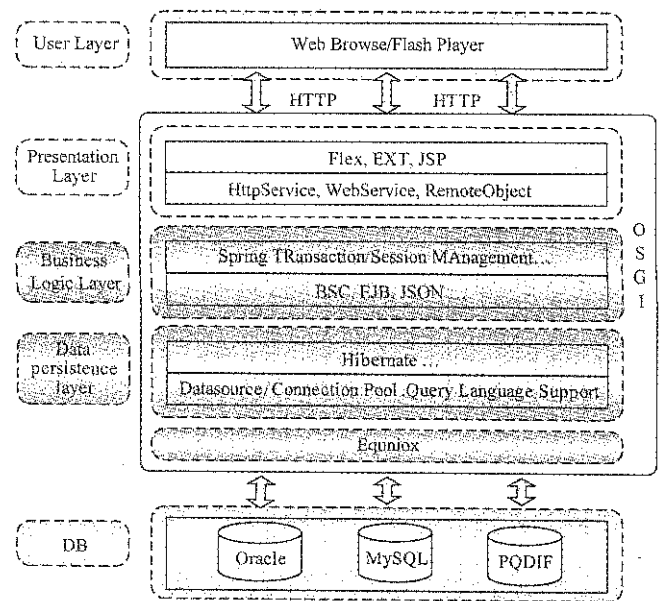 User Layer
Web Browse/Flash Player
HTTP
HTTP
Presentation
Layer
Flex, EXT, JSP
HttpService, WebService, RemoteObject
OSGI
Business
Logic Layer
Spring TRansaction/Session MAnagement...
BSC, EJB, JSON ...
Data
persistence
layer
Hibernate ...
Datasource/Connection Pool ,Query Language Support
Equniox
DB
Oracle
MySQL
PQDIF